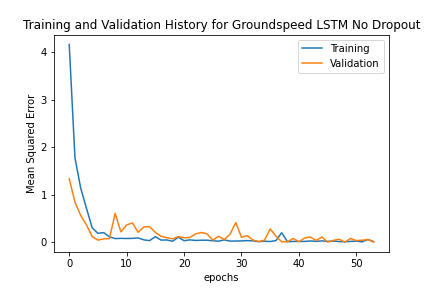 Training and Validation History for Groundspeed LSTM No Dropout
Training
Validation
Mean Squared Error
4
3
2
1
0
0 10 20 30 40 50
epochs